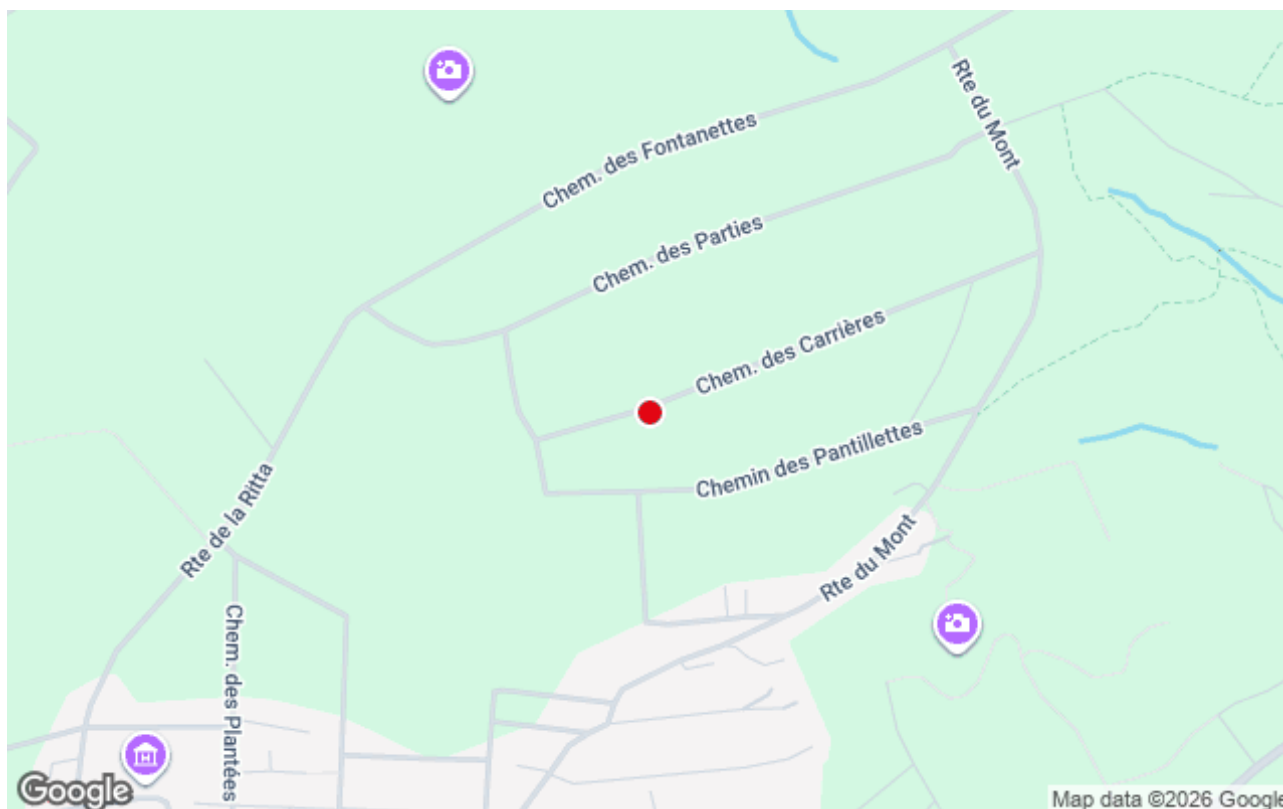 Rte du Mont
Chem. des Fontanettes
Chem. des Parties
Chem. des Carrières
Chemin des Pantillettes
Rte de la Ritta
Rte du Mont
Chem. des Plantées
H
Google
Map data ©2026 Google